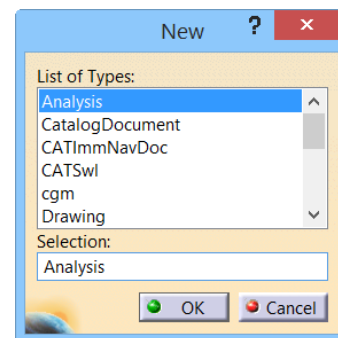 New ? ×
List of Types:
Analysis
CatalogDocument
CATImmNavDoc
CATSwl
cgm
Drawing
Selection:
Analysis
OK Cancel